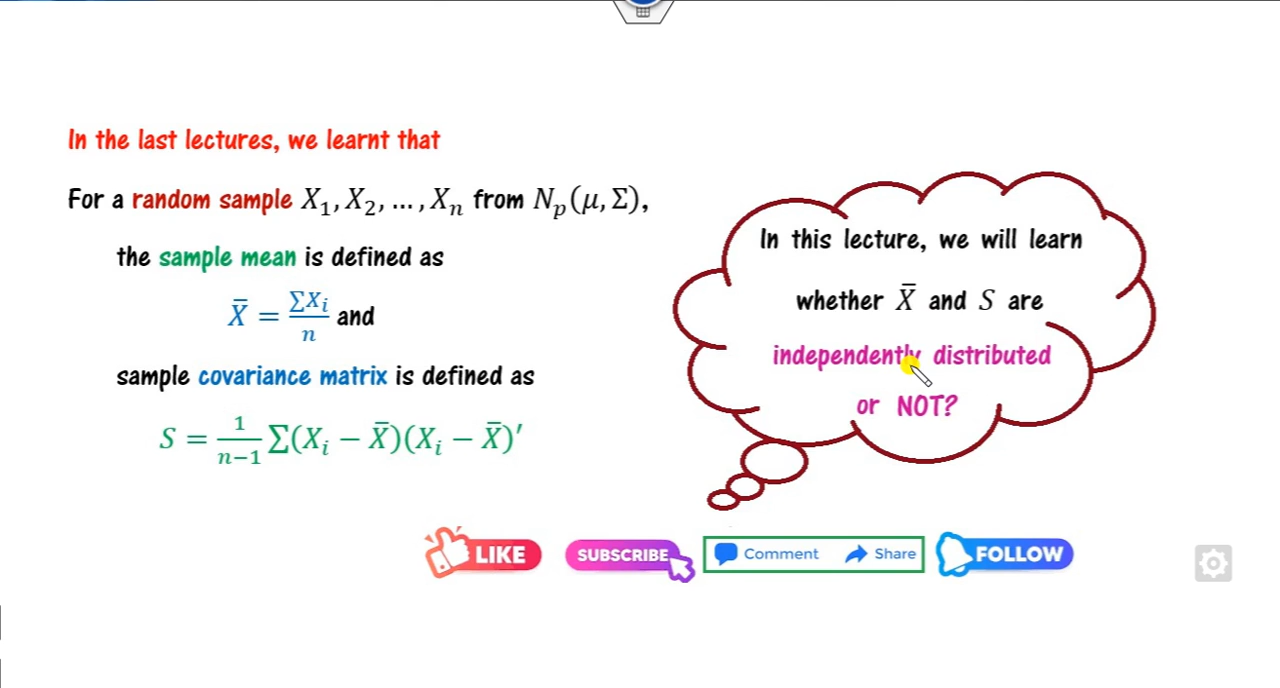 In the last lectures, we learnt that
For a random sample X₁, X₂, … , Xₙ from Nₚ(μ, Σ),
the sample mean is defined as
X̄ = ∑Xᵢ/n and
sample covariance matrix is defined as
S = 1/(n−1) ∑(Xᵢ − X̄)(Xᵢ − X̄)′
In this lecture, we will learn
whether X̄ and S are
independently distributed
or NOT?
LIKE SUBSCRIBE Comment Share FOLLOW